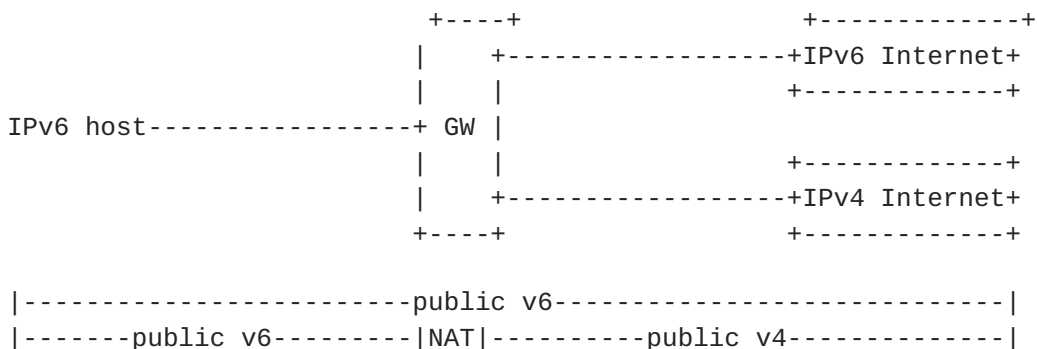 +----+                  +-------------+
|    +------------------+IPv6 Internet+
|    |                  +-------------+
IPv6 host-----------------+ GW |
|    |                  +-------------+
|    +------------------+IPv4 Internet+
+----+                  +-------------+
|-------------------------public v6-----------------------------|
|-------public v6---------|NAT|----------public v4--------------|